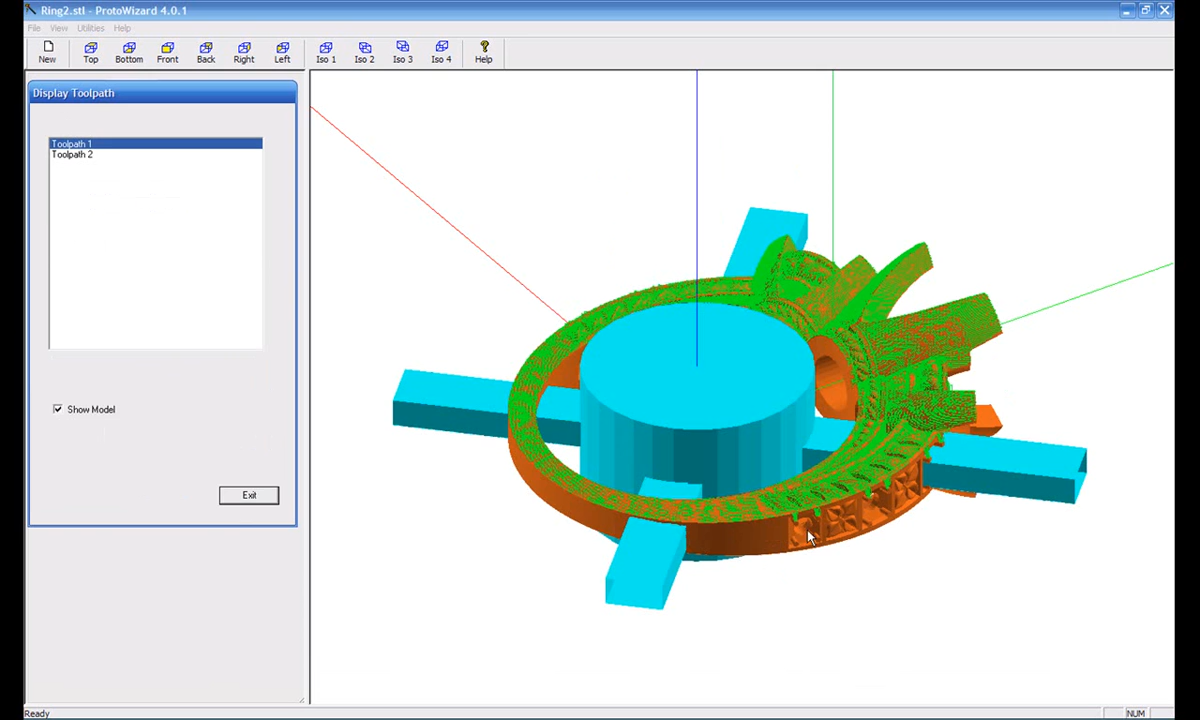 Ring2.stl - ProtoWizard 4.0.1
File View Utilities Help
New Top Bottom Front Back Right Left Iso 1 Iso 2 Iso 3 Iso 4 Help
Display Toolpath
Toolpath 1
Toolpath 2
Show Model
Exit
Ready NUM